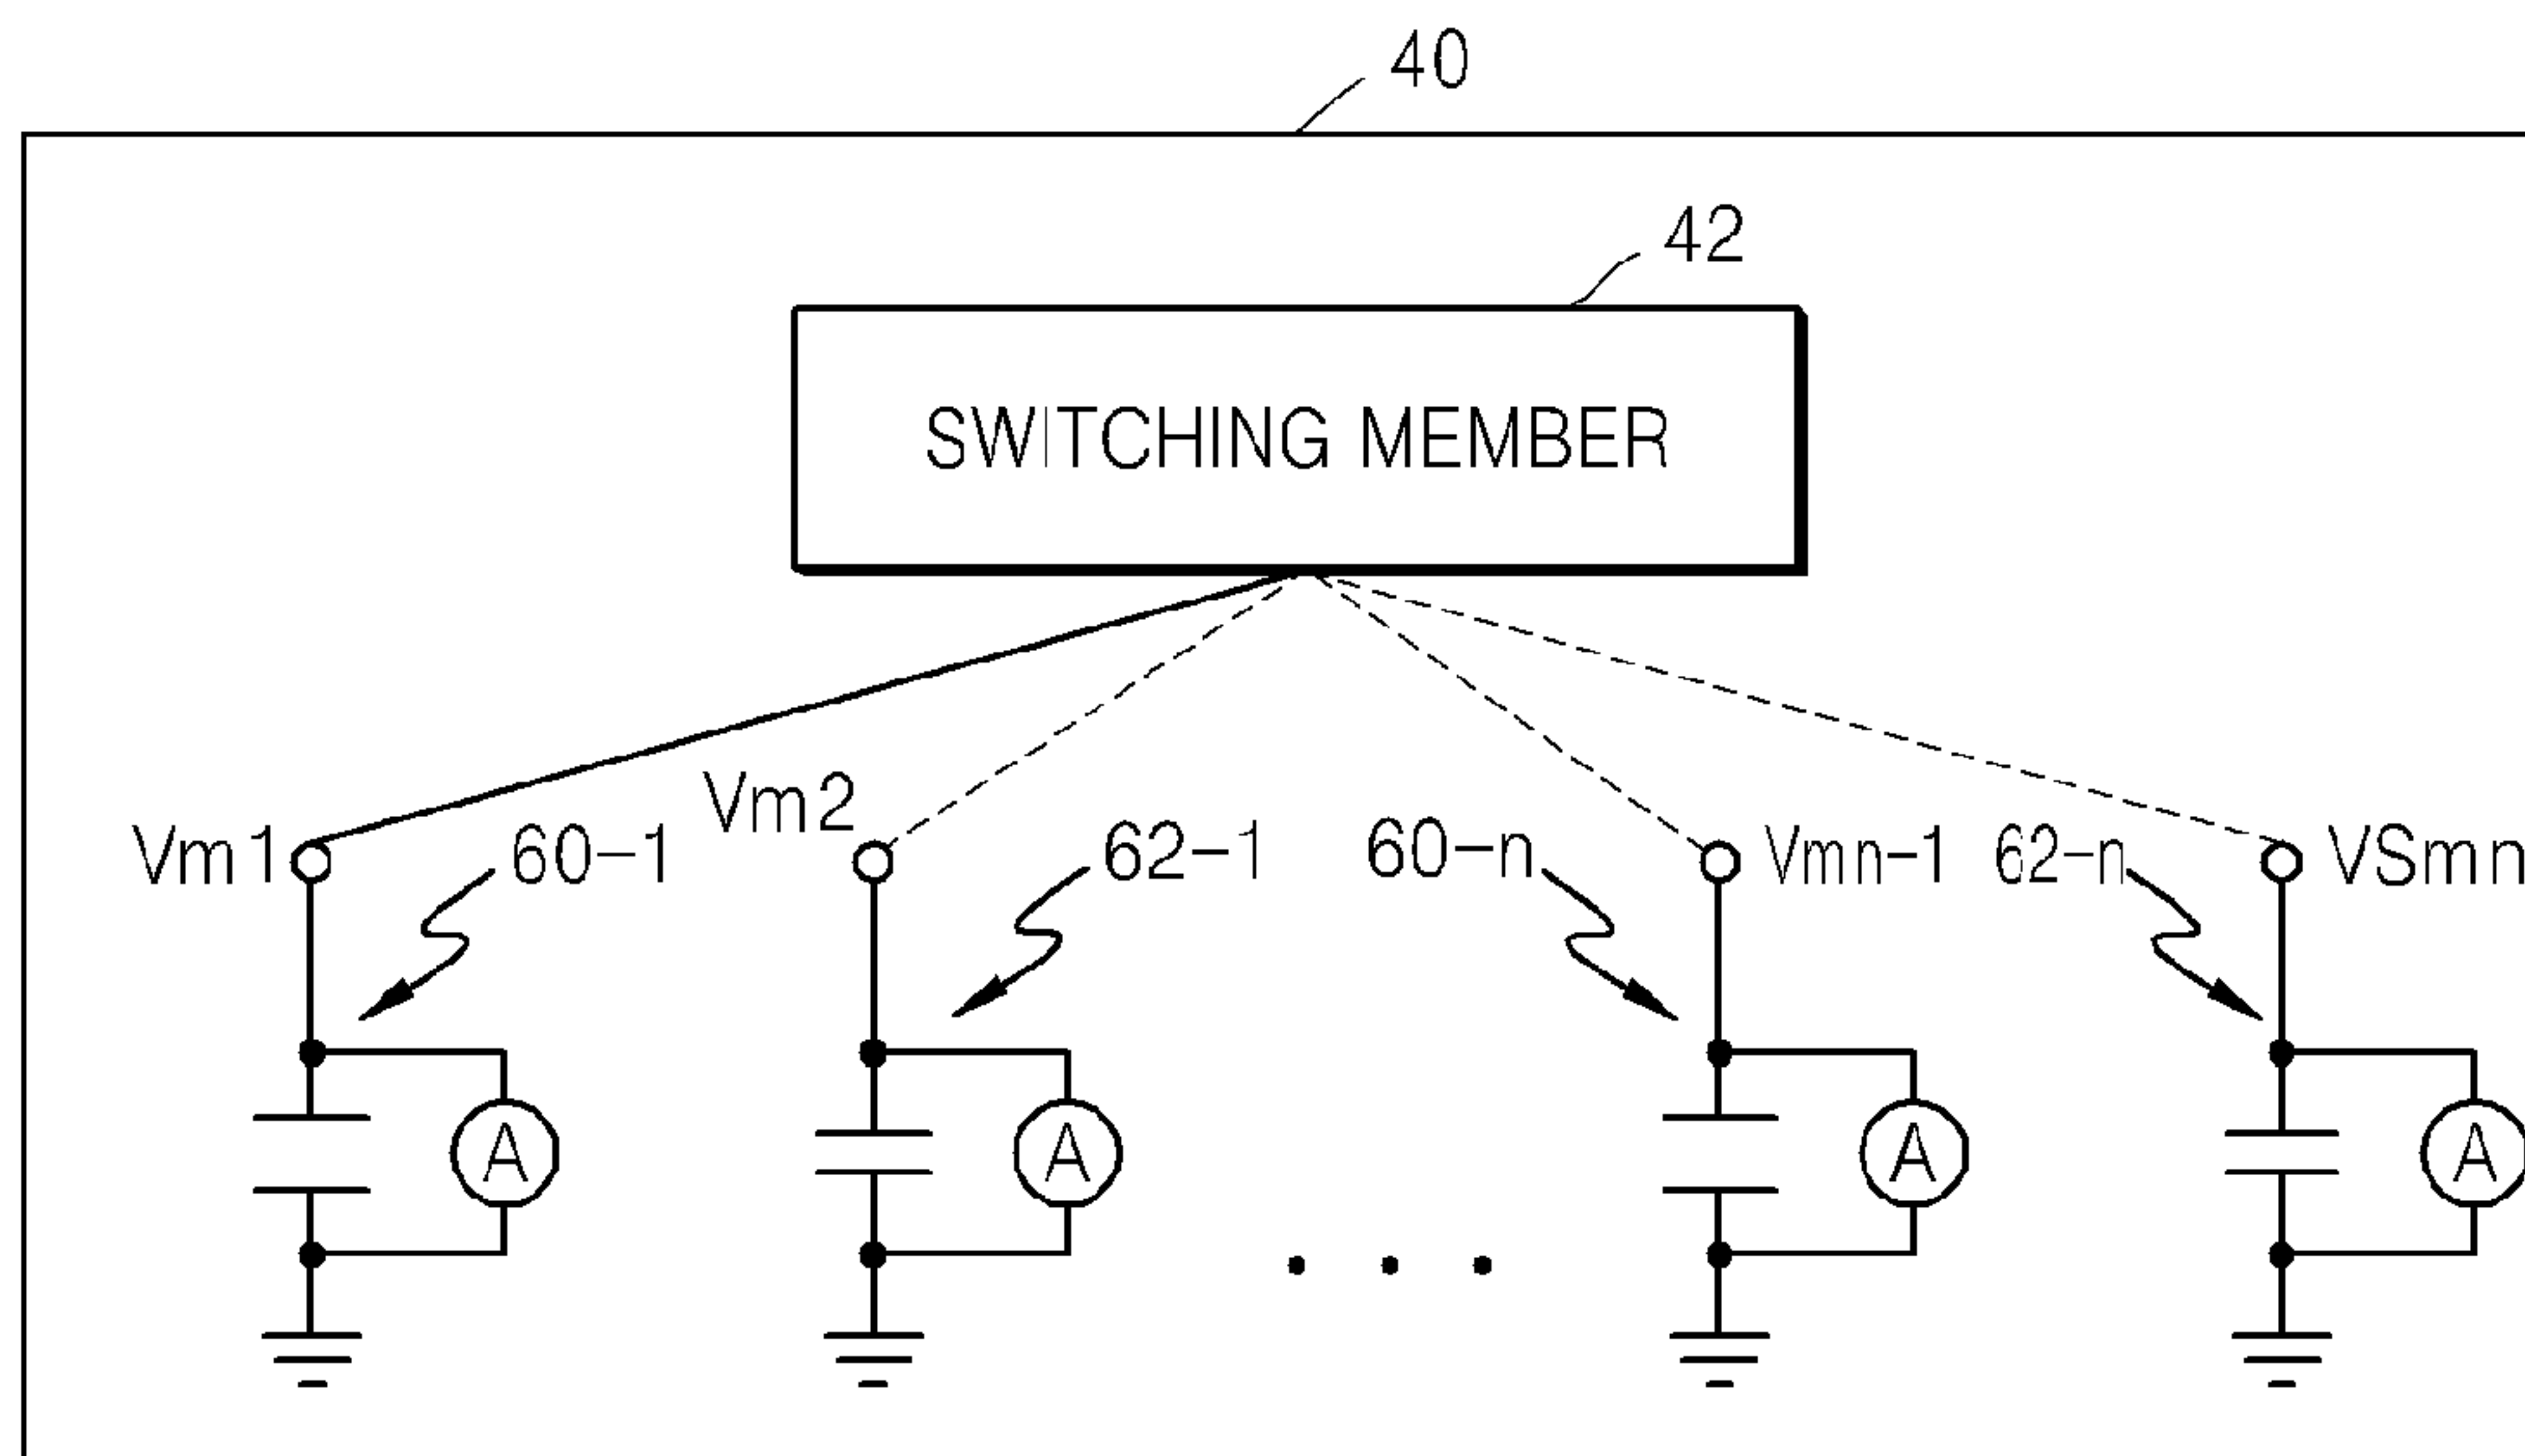 40
42
SWITCHING MEMBER
Vm1
60-1
Vm2
62-1
60-n
Vmn-1
62-n
VSmn
A
A
A
A